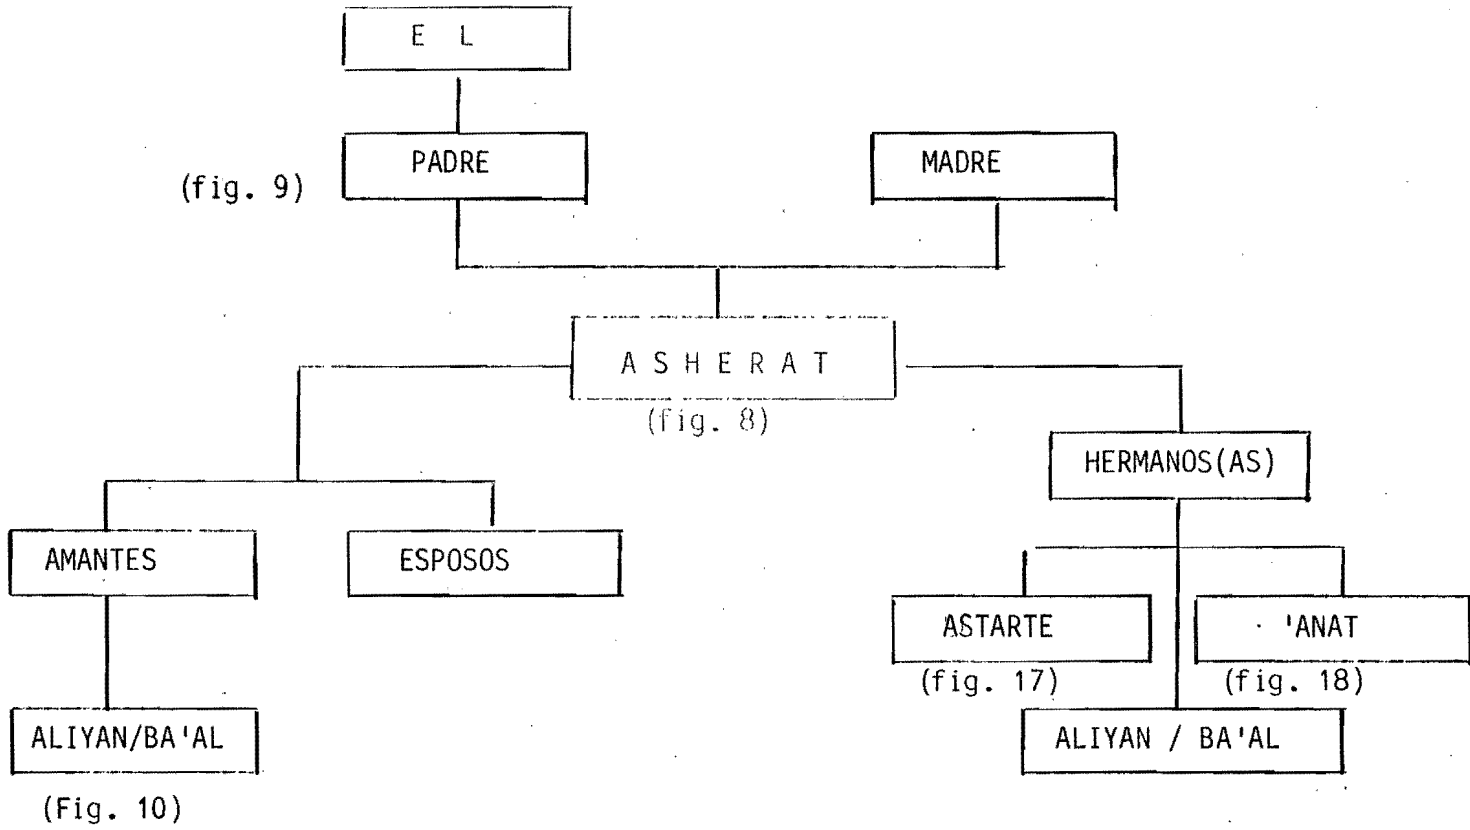 E L
PADRE
MADRE
(fig. 9)
A S H E R A T
(fig. 8)
HERMANOS(AS)
AMANTES
ESPOSOS
ASTARTE
'ANAT
(fig. 17)
(fig. 18)
ALIYAN/BA'AL
ALIYAN / BA'AL
(Fig. 10)